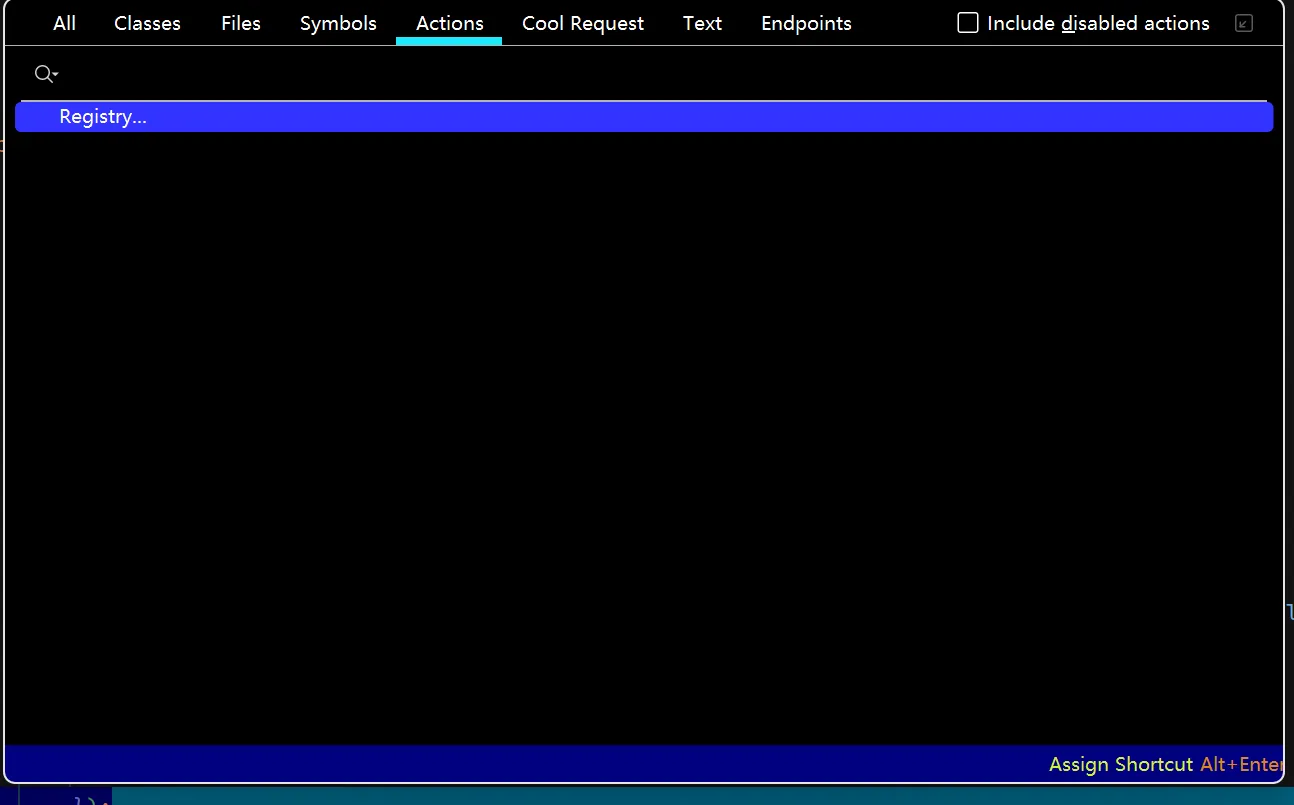 All Classes Files Symbols Actions Cool Request Text Endpoints Include disabled actions
Registry...
Assign Shortcut Alt+Enter